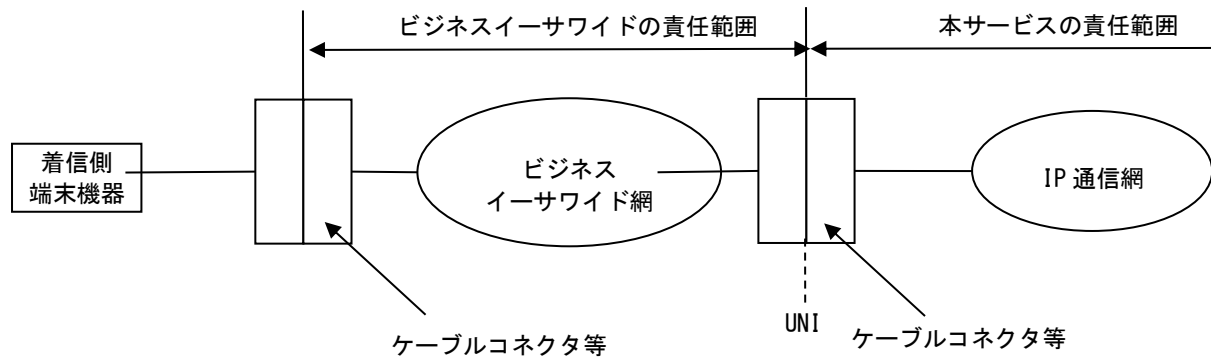 ビジネスイーサワイドの責任範囲
本サービスの責任範囲
着信側
端末機器
ビジネス
イーサワイド網
IP 通信網
UNI
ケーブルコネクタ等
ケーブルコネクタ等